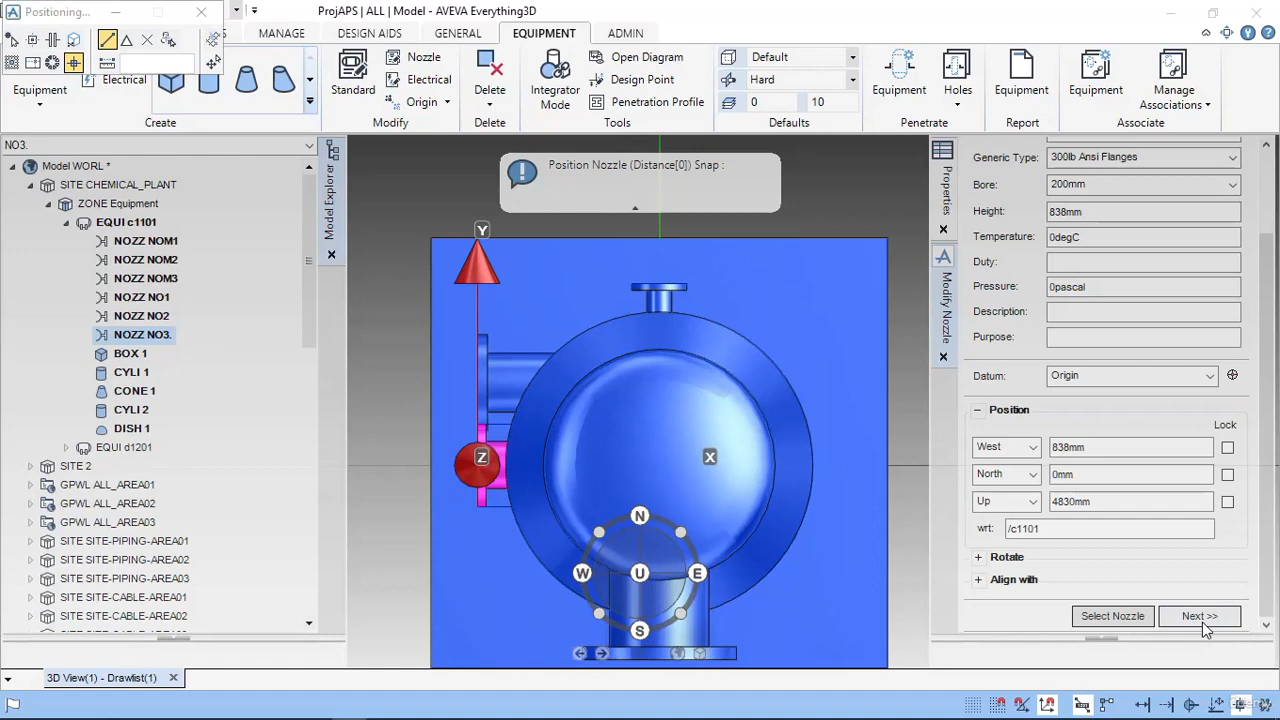 Positioning...
ProjAPS | ALL | Model - AVEVA Everything3D
MANAGE
DESIGN AIDS
GENERAL
EQUIPMENT
ADMIN
Electrical
Equipment
Create
Standard
Nozzle
Electrical
Origin
Modify
Delete
Delete
Integrator
Mode
Open Diagram
Design Point
Penetration Profile
Tools
Default
Hard
0
10
Defaults
Equipment
Holes
Penetrate
Equipment
Report
Equipment
Manage
Associations
Associate
NO3.
Model WORL *
SITE CHEMICAL_PLANT
ZONE Equipment
EQUI c1101
NOZZ NOM1
NOZZ NOM2
NOZZ NOM3
NOZZ NO1
NOZZ NO2
NOZZ NO3.
BOX 1
CYLI 1
CONE 1
CYLI 2
DISH 1
EQUI d1201
SITE 2
GPWL ALL_AREA01
GPWL ALL_AREA02
GPWL ALL_AREA03
SITE SITE-PIPING-AREA01
SITE SITE-PIPING-AREA02
SITE SITE-PIPING-AREA03
SITE SITE-CABLE-AREA01
SITE SITE-CABLE-AREA02
Model Explorer
Position Nozzle (Distance[0]) Snap :
Y
Z
X
N
W
U
E
S
Properties
Modify Nozzle
Generic Type:
300lb Ansi Flanges
Bore:
200mm
Height:
838mm
Temperature:
0degC
Duty:
Pressure:
0pascal
Description:
Purpose:
Datum:
Origin
Position
Lock
West
838mm
North
0mm
Up
4830mm
wrt:
/c1101
Rotate
Align with
Select Nozzle
Next >>
3D View(1) - Drawlist(1)